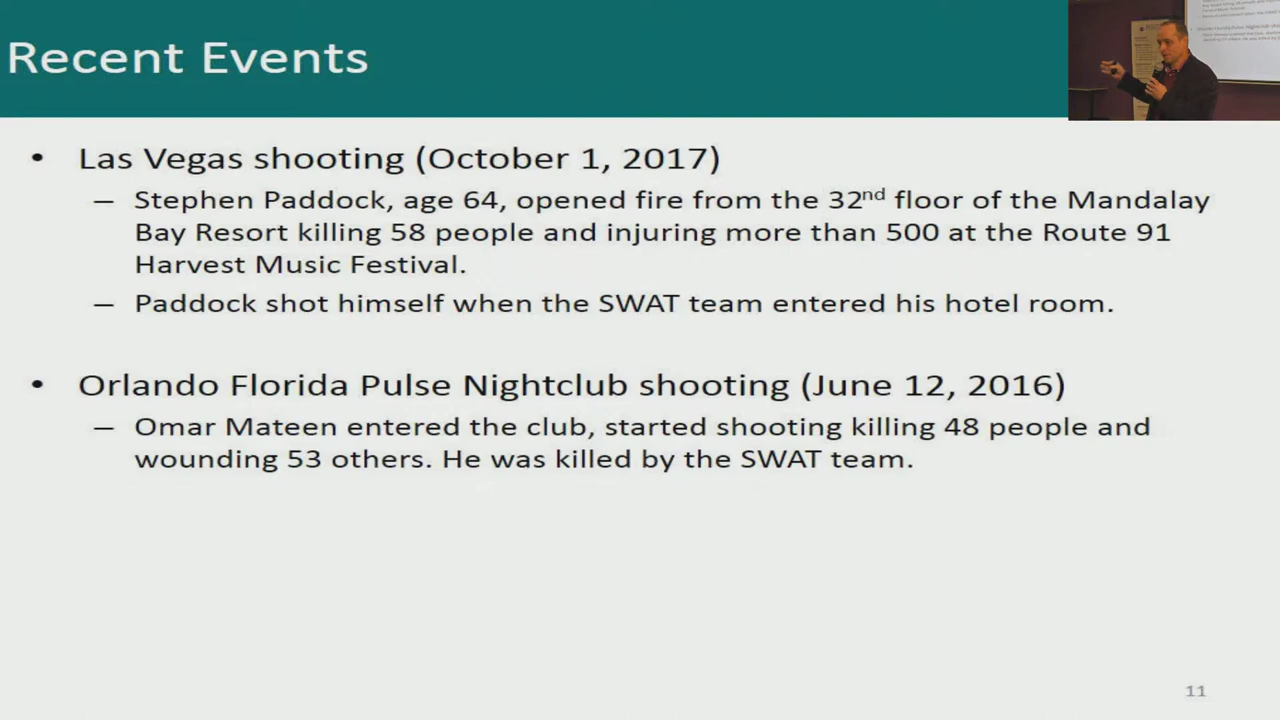 Recent Events
• Las Vegas shooting (October 1, 2017)
– Stephen Paddock, age 64, opened fire from the 32nd floor of the Mandalay
Bay Resort killing 58 people and injuring more than 500 at the Route 91
Harvest Music Festival.
– Paddock shot himself when the SWAT team entered his hotel room.
• Orlando Florida Pulse Nightclub shooting (June 12, 2016)
– Omar Mateen entered the club, started shooting killing 48 people and
wounding 53 others. He was killed by the SWAT team.
11